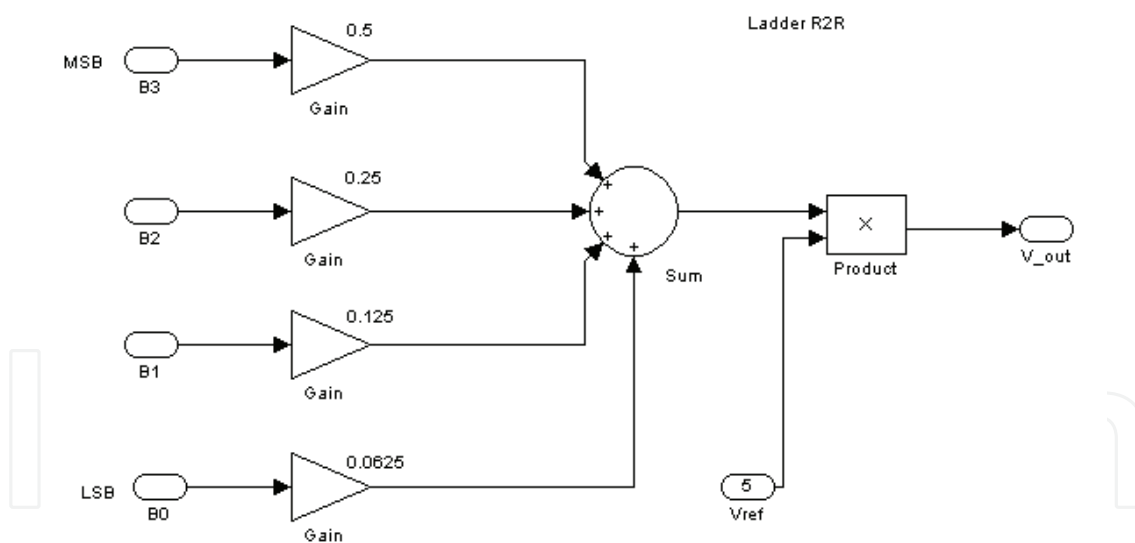 Ladder R2R
0.5
MSB
B3
Gain
0.25
B2
Gain
+
+
+
+
Sum
×
Product
V_out
0.125
B1
Gain
0.0625
LSB
B0
Gain
5
Vref